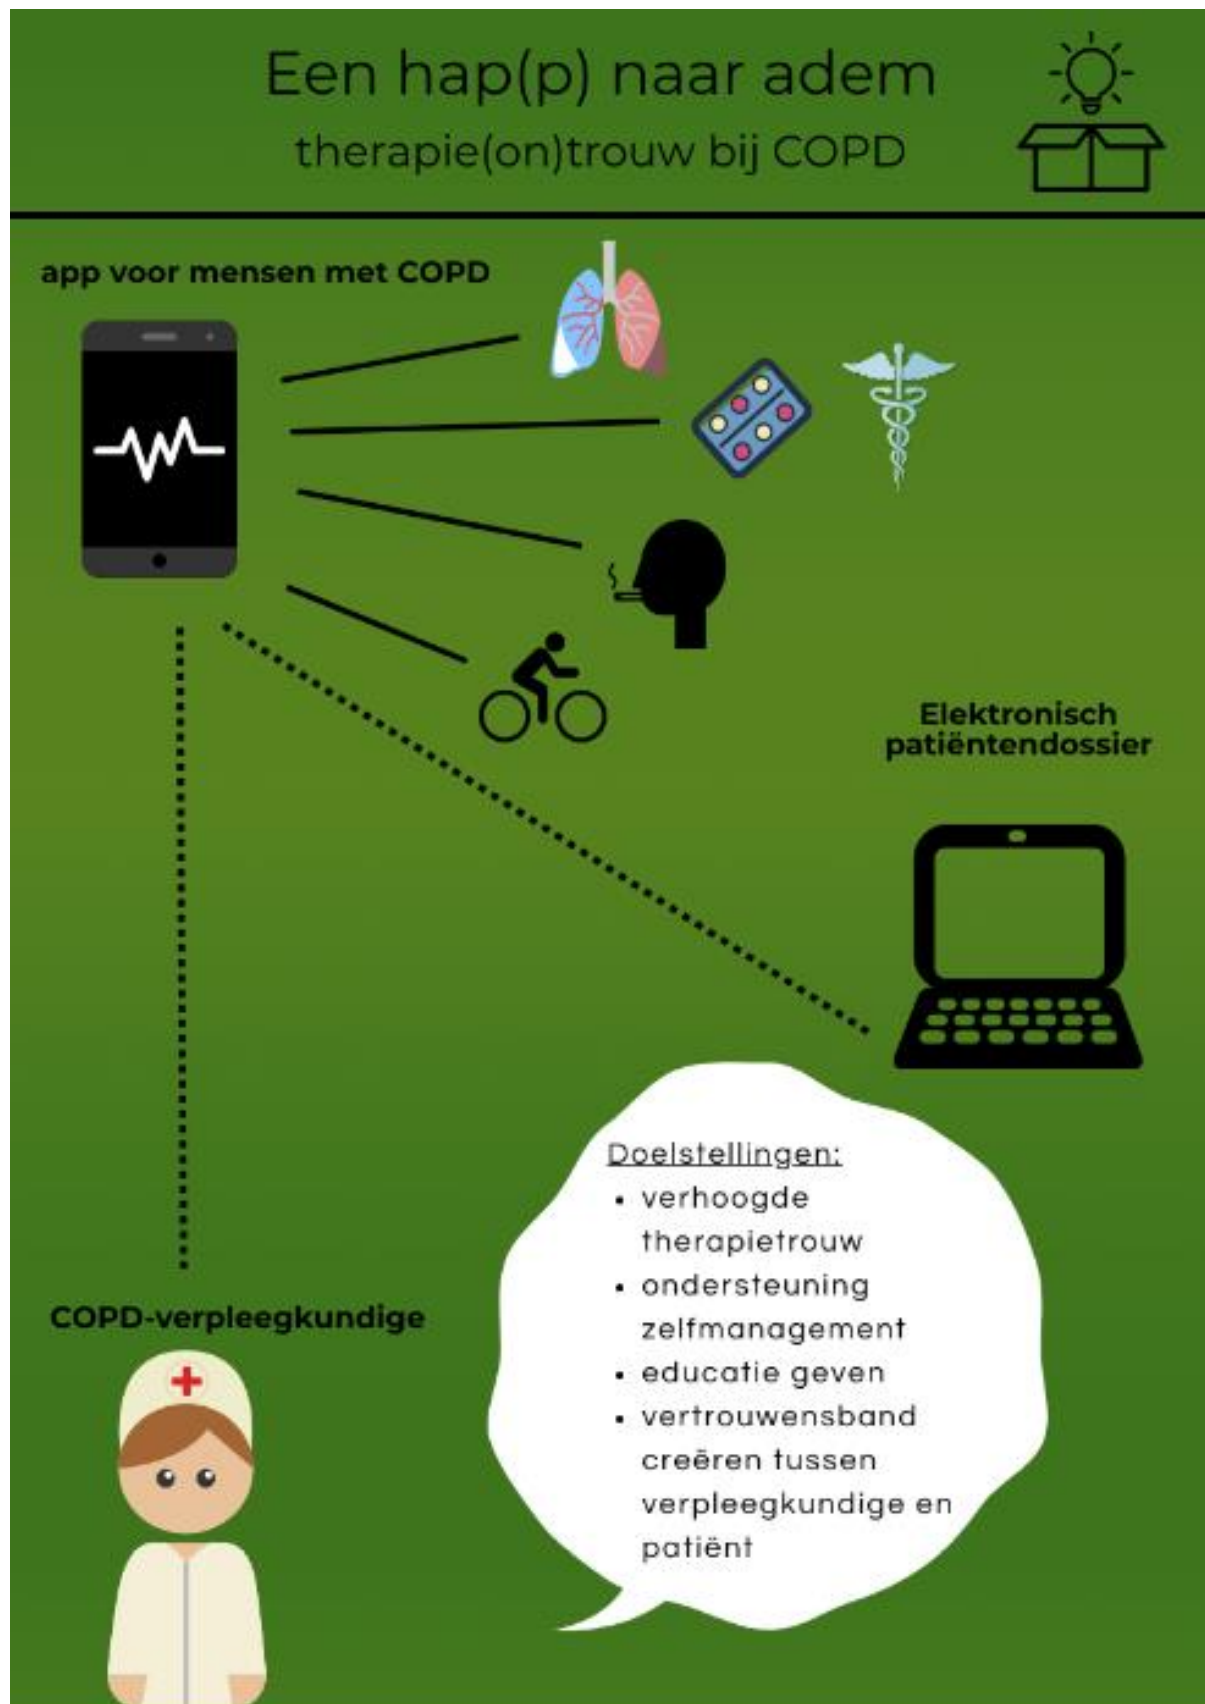 Een hap(p) naar adem
therapie(on)trouw bij COPD
app voor mensen met COPD
Elektronisch
patiëntendossier
Doelstellingen:
• verhoogde
therapietrouw
• ondersteuning
zelfmanagement
• educatie geven
• vertrouwensband
creëren tussen
verpleegkundige en
patiënt
COPD-verpleegkundige